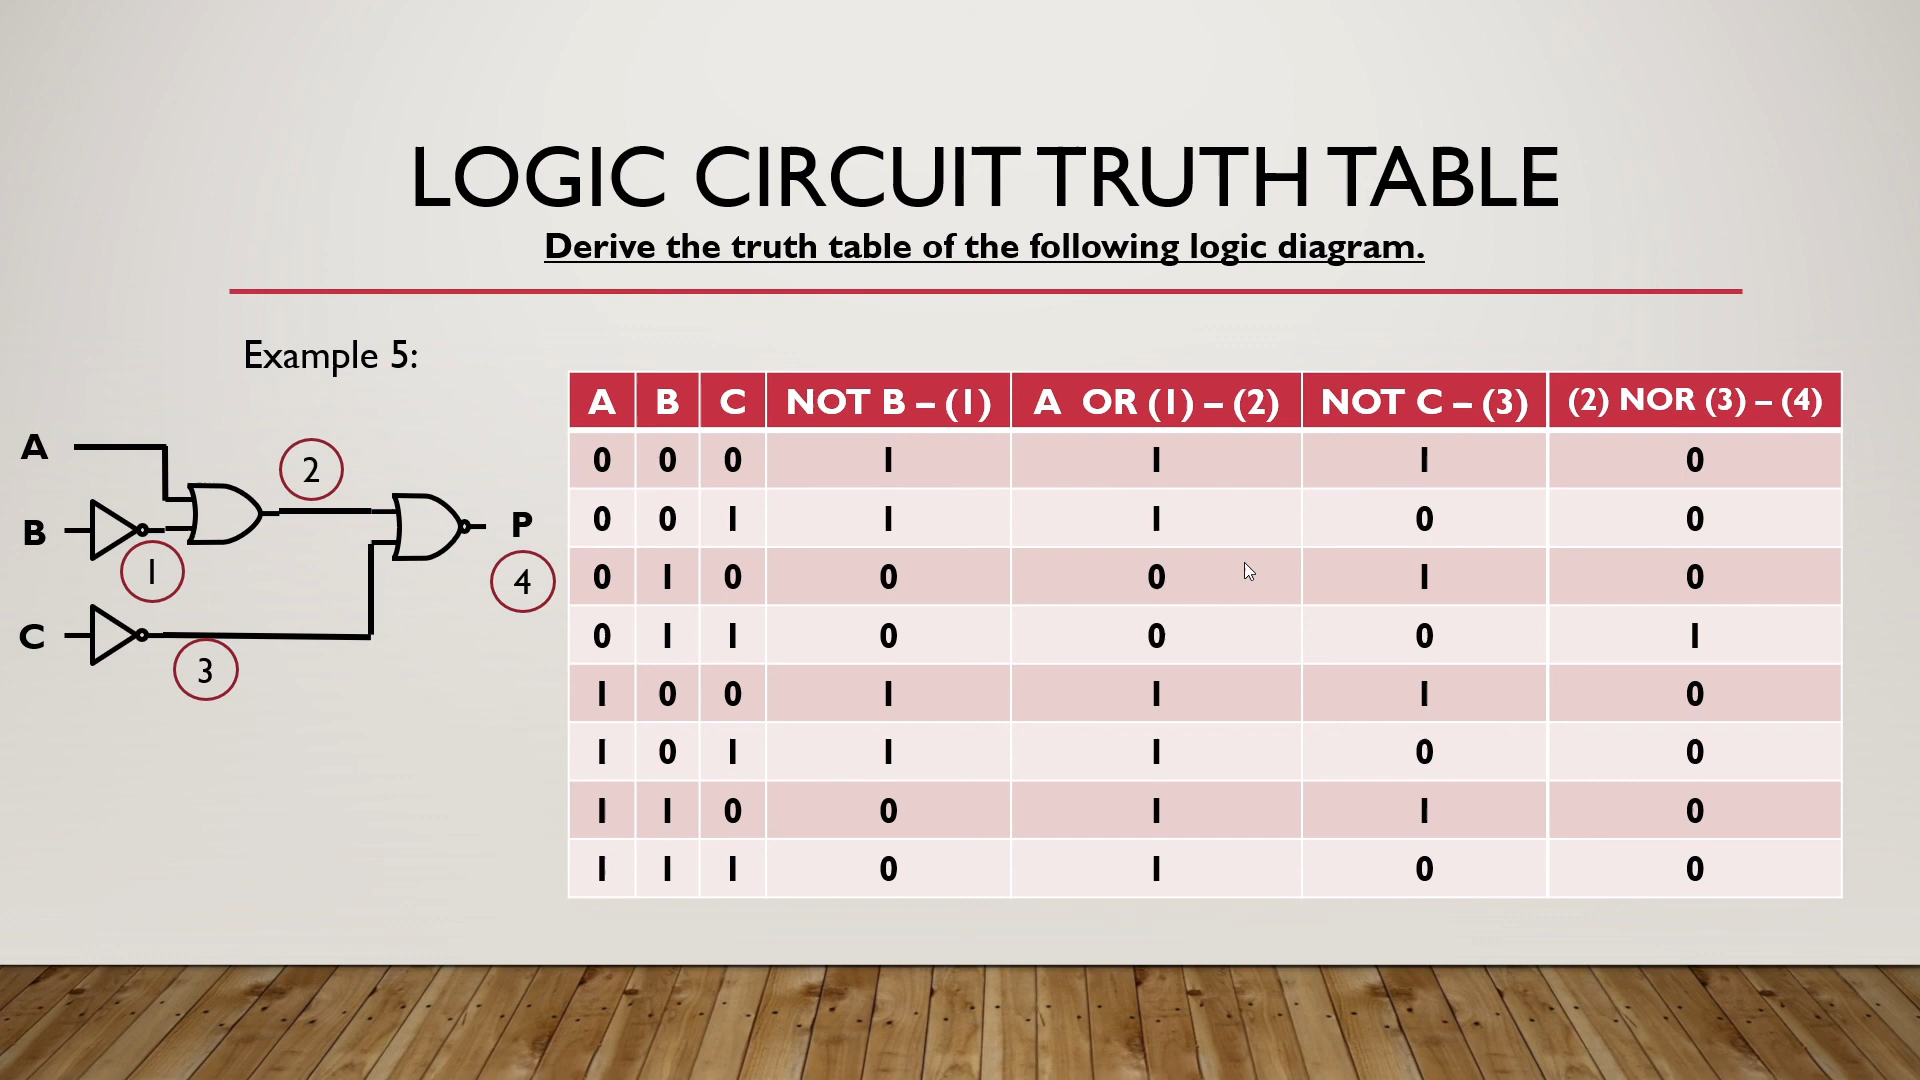 LOGIC CIRCUIT TRUTH TABLE
Derive the truth table of the following logic diagram.
Example 5:
A
B
C
1
2
3
P
4
A B C NOT B – (1) A OR (1) – (2) NOT C – (3) (2) NOR (3) – (4)
0 0 0 1 1 1 0
0 0 1 1 1 0 0
0 1 0 0 0 1 0
0 1 1 0 0 0 1
1 0 0 1 1 1 0
1 0 1 1 1 0 0
1 1 0 0 1 1 0
1 1 1 0 1 0 0